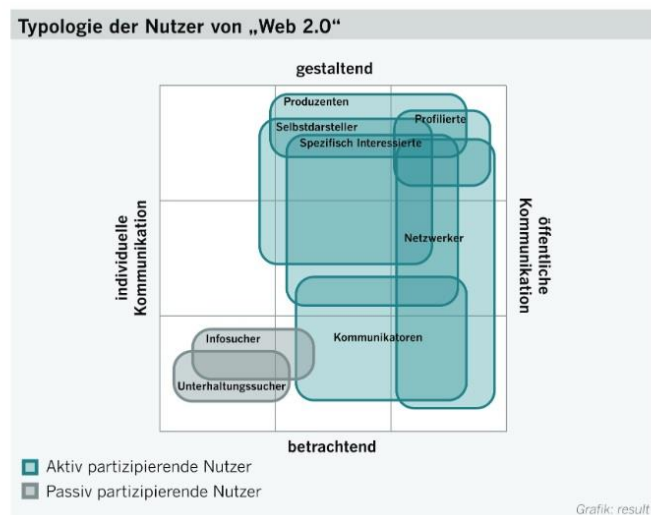 Typologie der Nutzer von „Web 2.0“
gestaltend
Produzenten
Profilierte
Selbstdarsteller
Spezifisch Interessierte
individuelle
Kommunikation
öffentliche
Kommunikation
Netzwerker
Infosucher
Kommunikatoren
Unterhaltungssucher
betrachtend
Aktiv partizipierende Nutzer
Passiv partizipierende Nutzer
Grafik: result